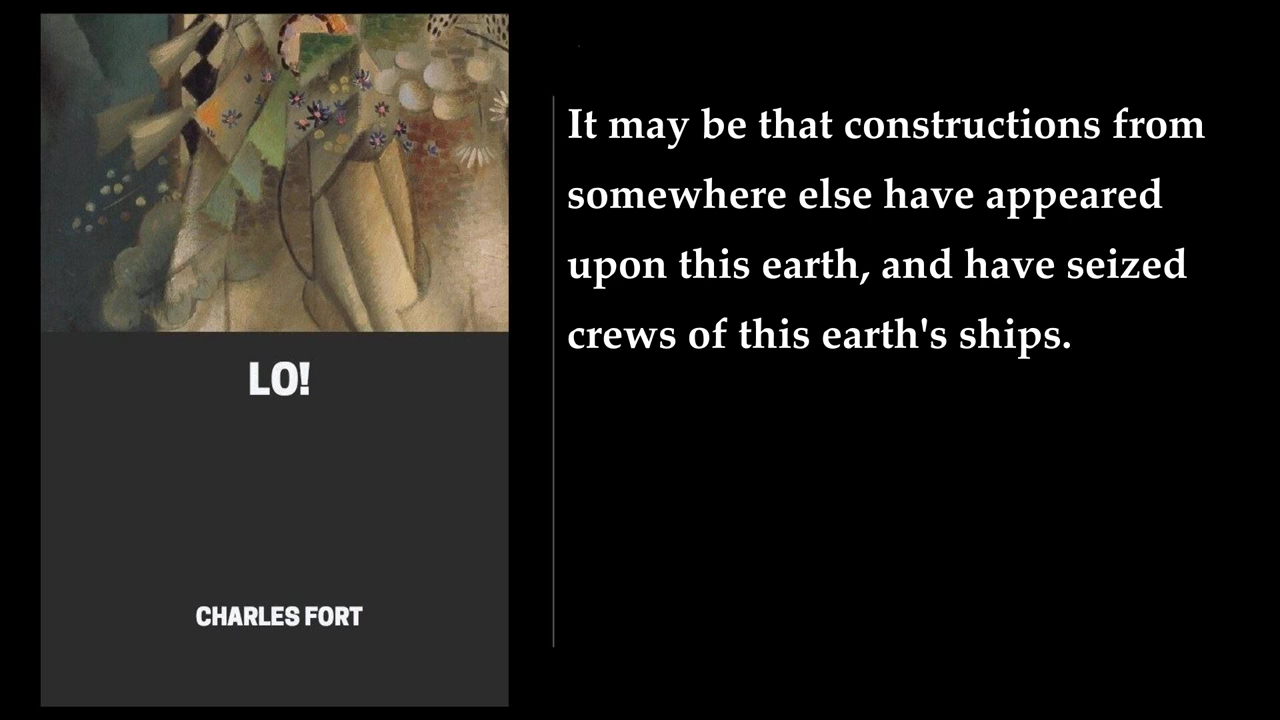 LO!
CHARLES FORT
It may be that constructions from
somewhere else have appeared
upon this earth, and have seized
crews of this earth's ships.